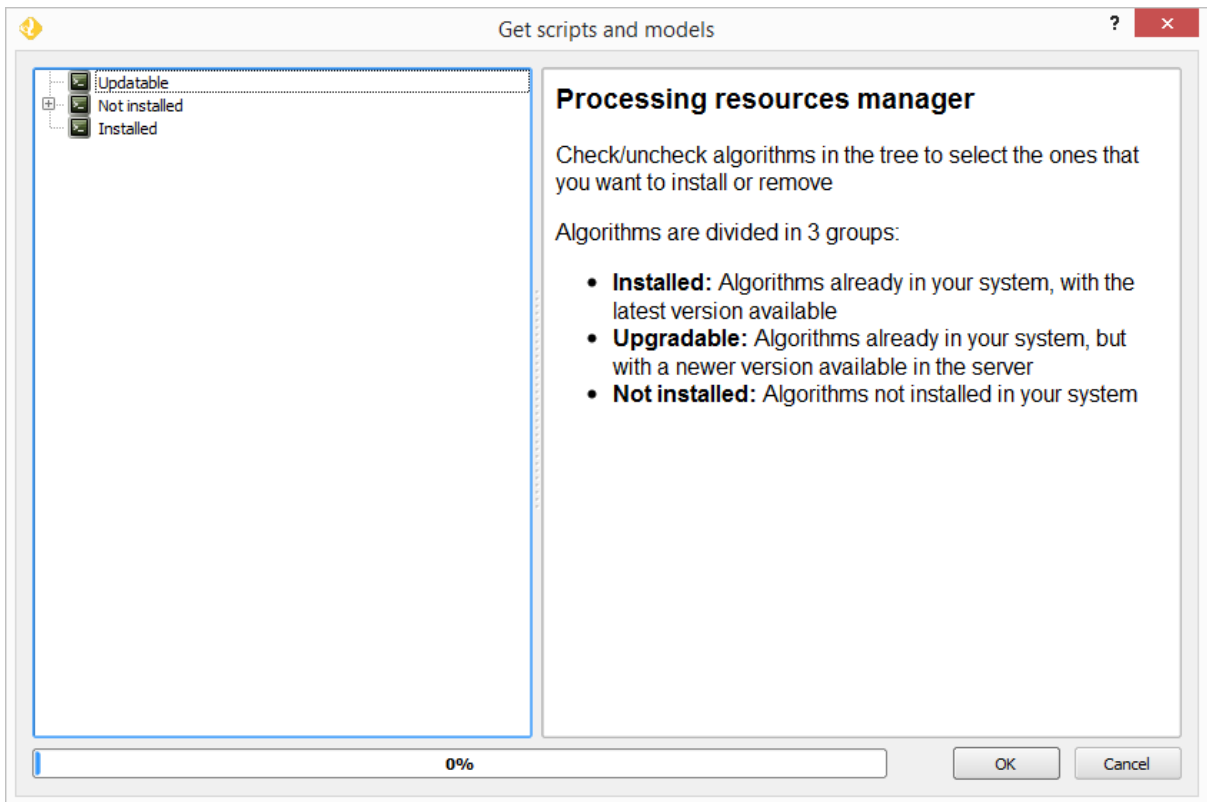 Get scripts and models
?
Updatable
Not installed
Installed
Processing resources manager
Check/uncheck algorithms in the tree to select the ones that
you want to install or remove
Algorithms are divided in 3 groups:
• Installed: Algorithms already in your system, with the
latest version available
• Upgradable: Algorithms already in your system, but
with a newer version available in the server
• Not installed: Algorithms not installed in your system
0%
OK
Cancel